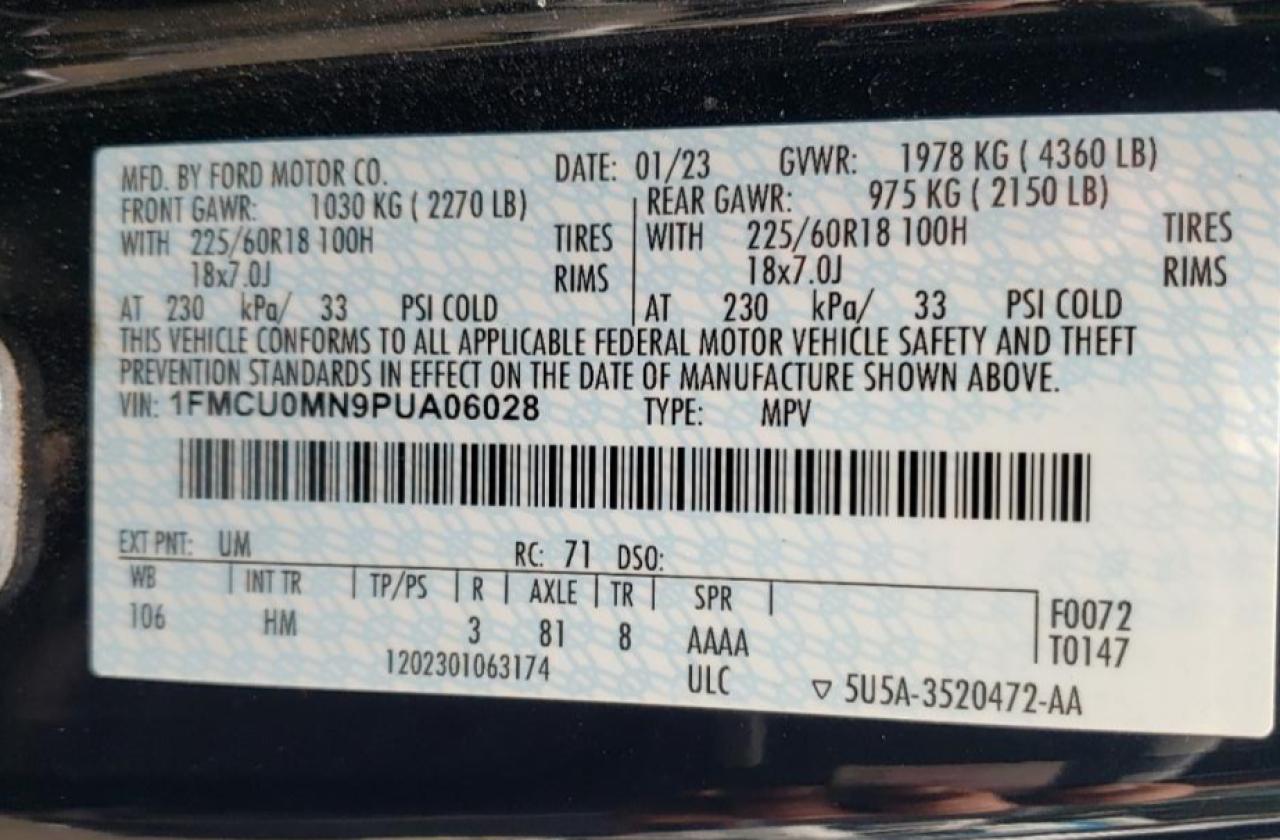 MFD. BY FORD MOTOR CO. DATE: 01/23 GVWR: 1978 KG ( 4360 LB)
FRONT GAWR: 1030 KG ( 2270 LB) REAR GAWR: 975 KG ( 2150 LB)
WITH 225/60R18 100H TIRES WITH 225/60R18 100H TIRES
18x7.0J RIMS 18x7.0J RIMS
AT 230 kPa/ 33 PSI COLD AT 230 kPa/ 33 PSI COLD
THIS VEHICLE CONFORMS TO ALL APPLICABLE FEDERAL MOTOR VEHICLE SAFETY AND THEFT
PREVENTION STANDARDS IN EFFECT ON THE DATE OF MANUFACTURE SHOWN ABOVE.
VIN: 1FMCU0MN9PUA06028 TYPE: MPV
EXT PNT: UM RC: 71 DSO:
WB INT TR TP/PS R AXLE TR SPR F0072
106 HM 3 81 8 AAAA T0147
1202301063174 ULC ▽ 5U5A-3520472-AA